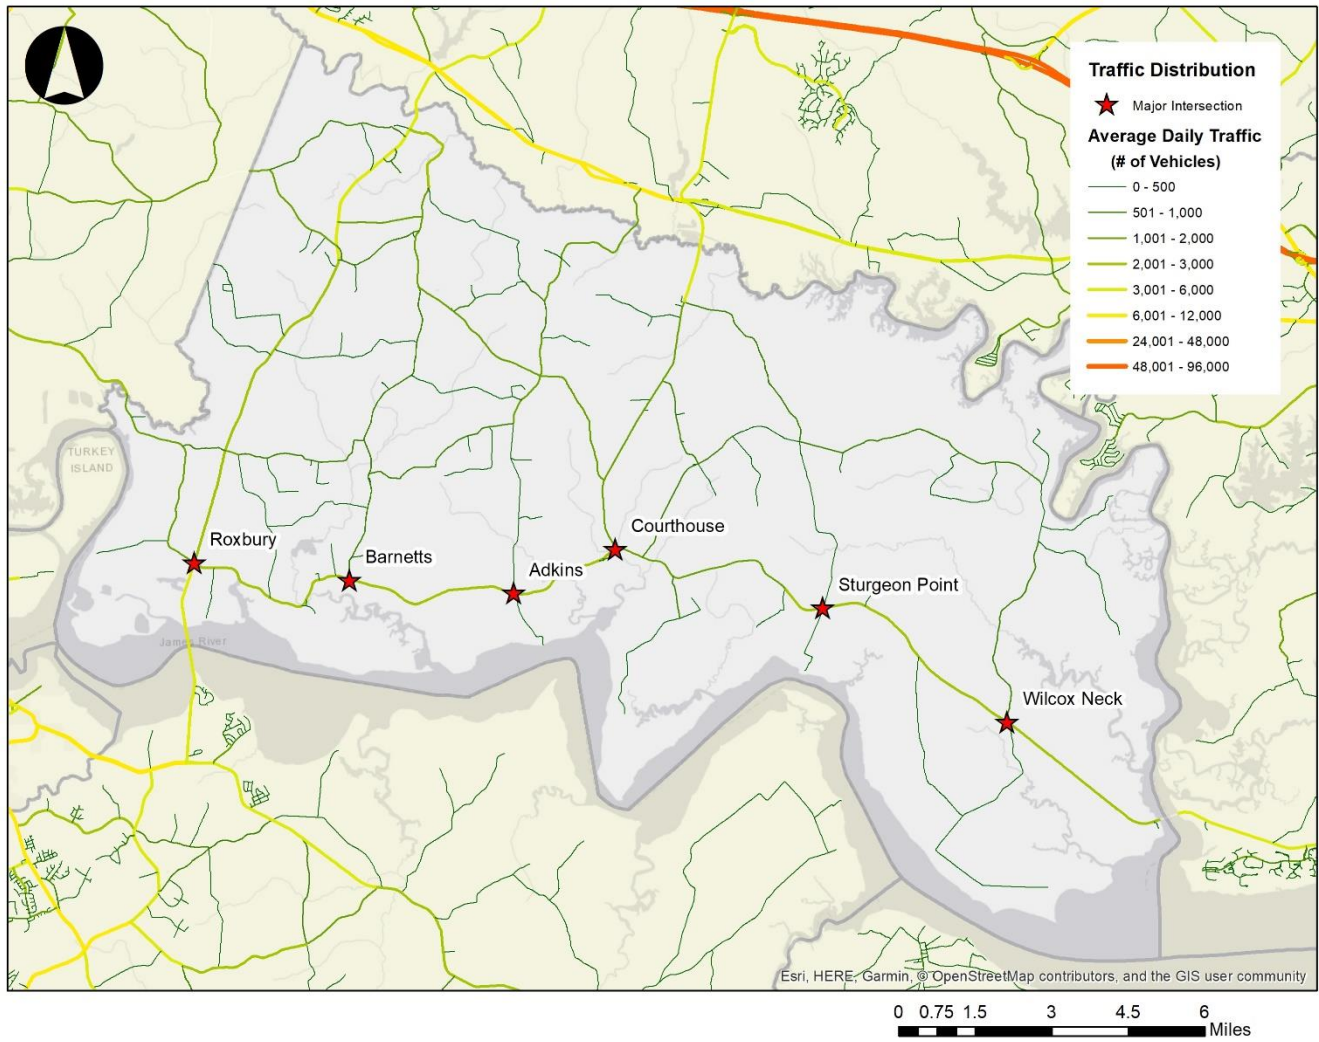 Traffic Distribution
Major Intersection
Average Daily Traffic
(# of Vehicles)
0 - 500
501 - 1,000
1,001 - 2,000
2,001 - 3,000
3,001 - 6,000
6,001 - 12,000
24,001 - 48,000
48,001 - 96,000
TURKEY
ISLAND
Roxbury
Barnetts
Adkins
Courthouse
Sturgeon Point
Wilcox Neck
James River
Esri, HERE, Garmin, © OpenStreetMap contributors, and the GIS user community
0 0.75 1.5 3 4.5 6
Miles